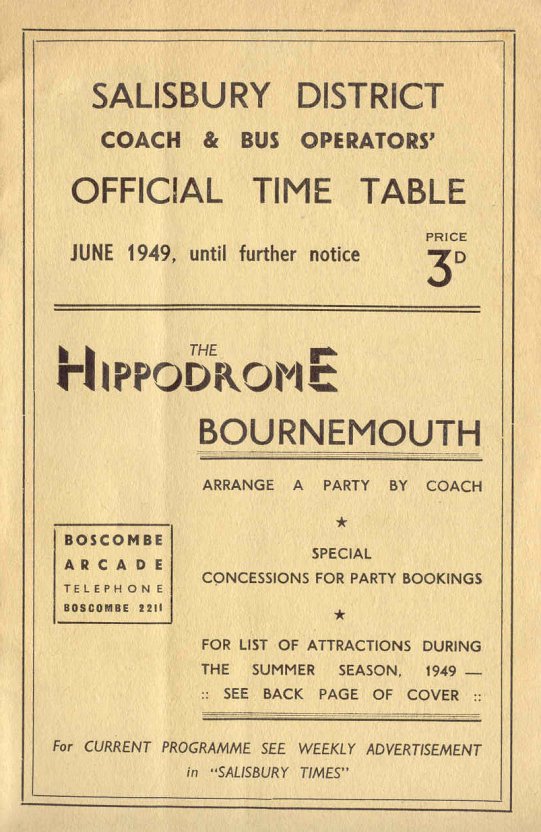 SALISBURY DISTRICT
COACH & BUS OPERATORS'
OFFICIAL TIME TABLE
JUNE 1949, until further notice
PRICE
3D
THE
HIPPODROME
BOURNEMOUTH
ARRANGE A PARTY BY COACH
★
SPECIAL
CONCESSIONS FOR PARTY BOOKINGS
★
BOSCOMBE
ARCADE
TELEPHONE
BOSCOMBE 2211
FOR LIST OF ATTRACTIONS DURING
THE SUMMER SEASON, 1949 —
:: SEE BACK PAGE OF COVER ::
For CURRENT PROGRAMME SEE WEEKLY ADVERTISEMENT
in "SALISBURY TIMES"